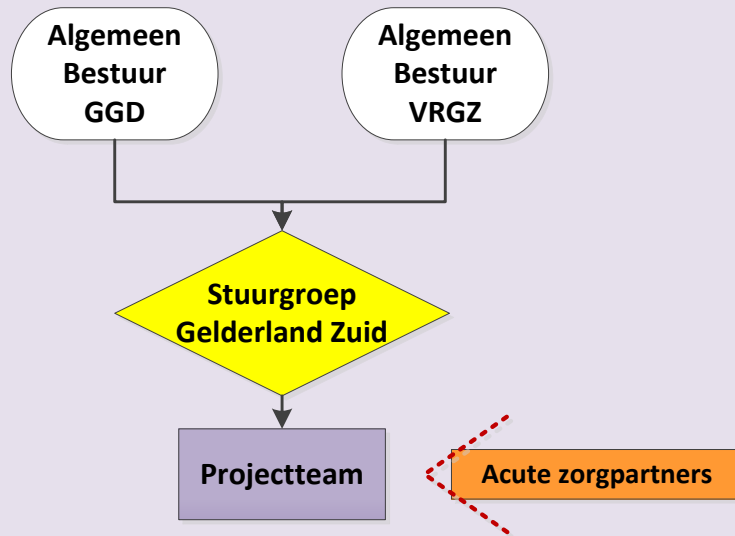 Algemeen
Bestuur
GGD
Algemeen
Bestuur
VRGZ
Stuurgroep
Gelderland Zuid
Projectteam
Acute zorgpartners